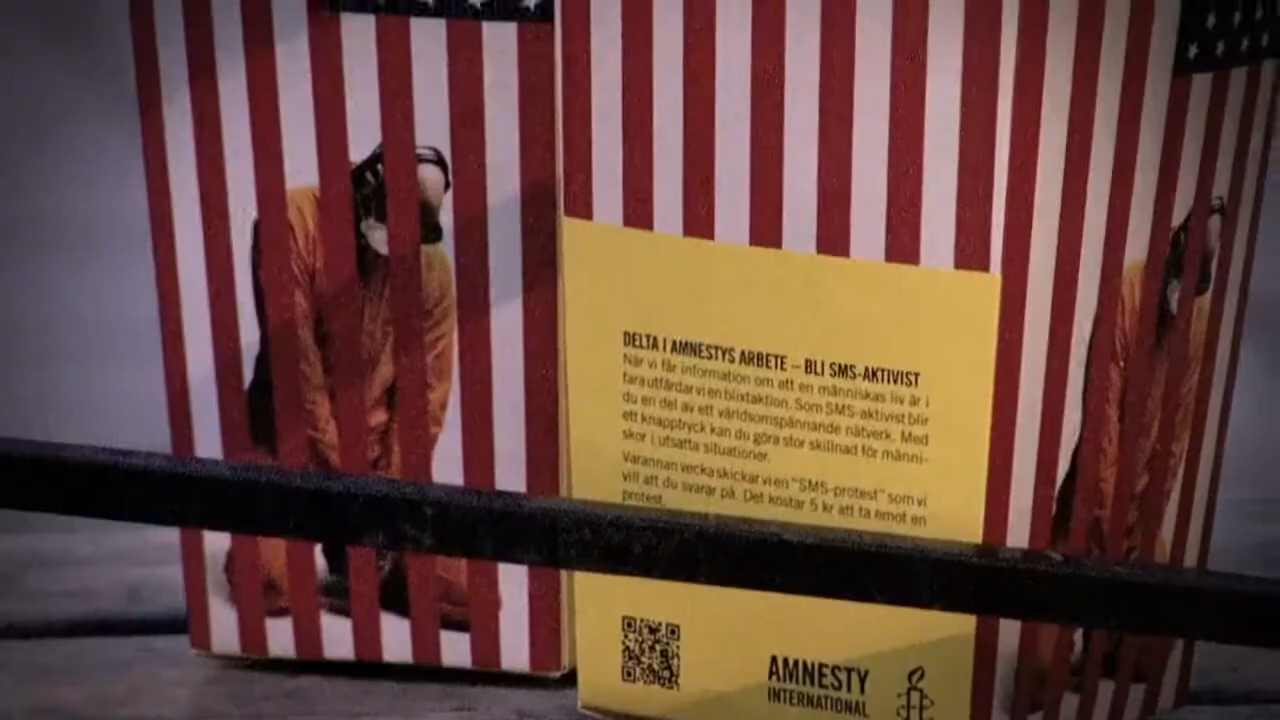 DELTA I AMNESTYS ARBETE – BLI SMS-AKTIVIST
När vi får information om att en människas liv är i
fara utfärdar vi en blixtaktion. Som SMS-aktivist blir
du en del av ett världsomspännande nätverk. Med
ett knapptryck kan du göra stor skillnad för männi-
skor i utsatta situationer.
Varannan vecka skickar vi en "SMS-protest" som vi
vill att du svarar på. Det kostar 5 kr att ta emot en
protest.
AMNESTY
INTERNATIONAL